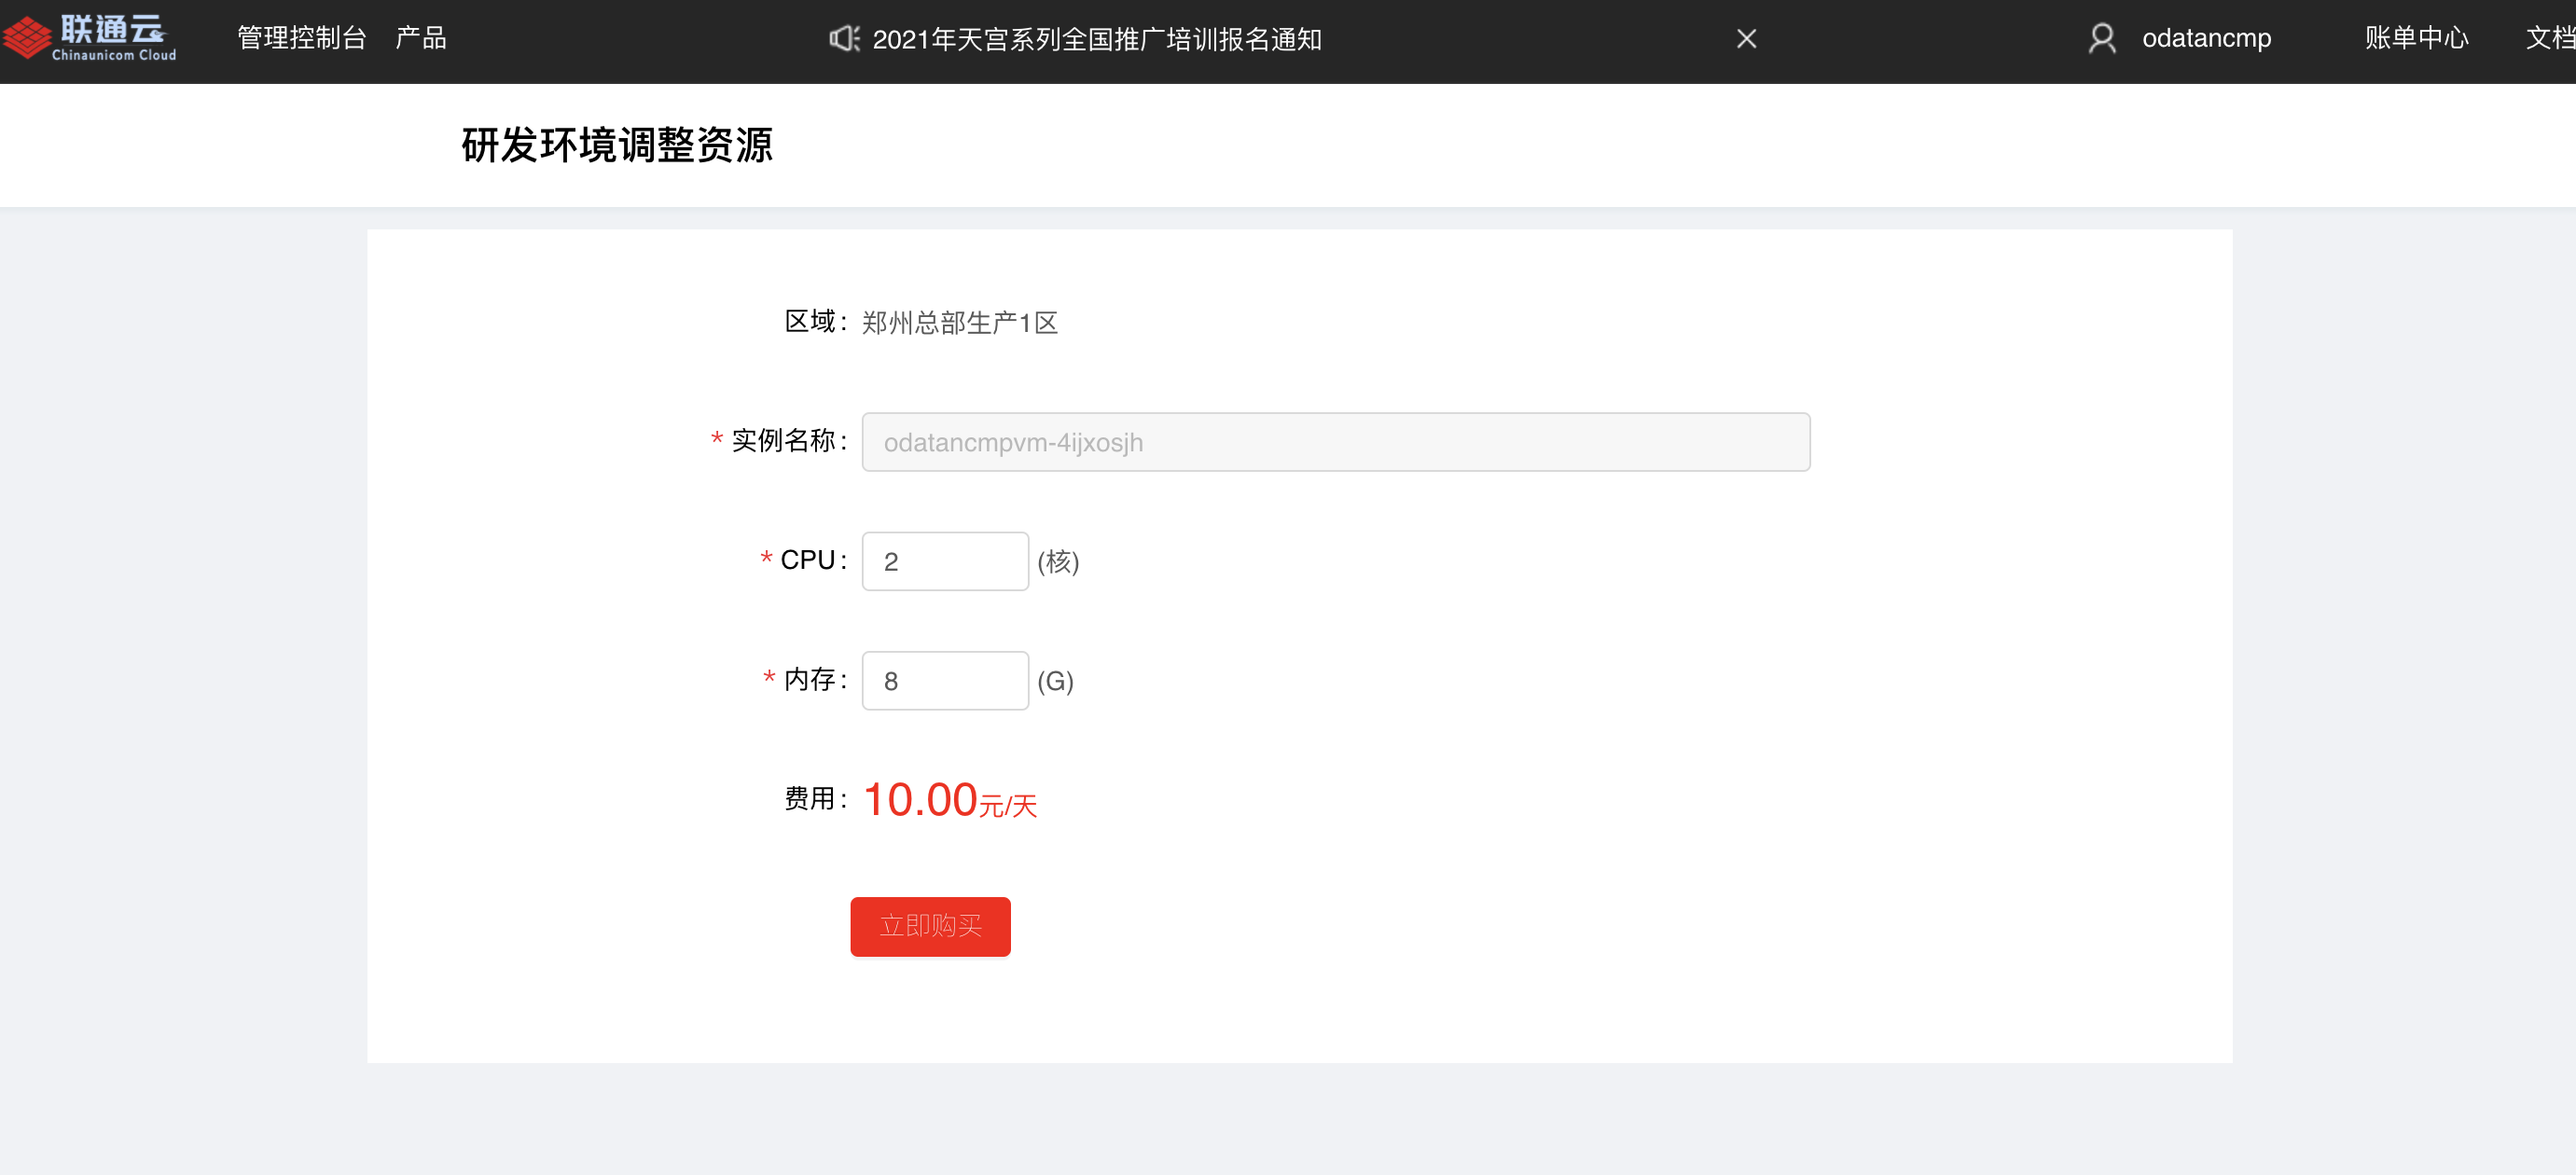 联通云
Chinaunicom Cloud
管理控制台 产品 2021年天宫系列全国推广培训报名通知 odatancmp 账单中心 文档
研发环境调整资源
区域: 郑州总部生产1区
* 实例名称: odatancmpvm-4ijxosjh
* CPU: 2 (核)
* 内存: 8 (G)
费用: 10.00元/天
立即购买